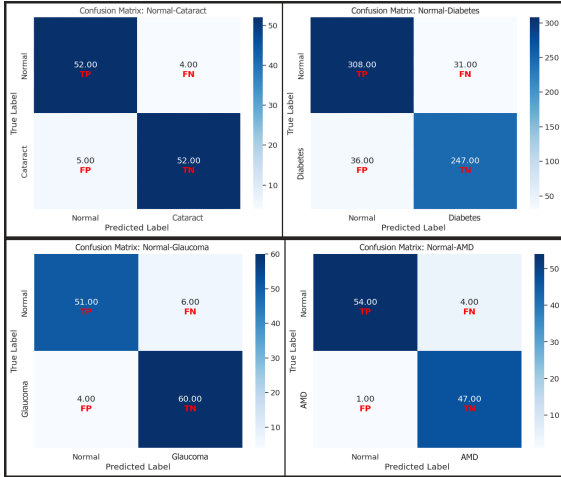 Confusion Matrix: Normal-Cataract
True Label
Normal
Cataract
52.00
TP
4.00
FN
5.00
FP
52.00
TN
Normal
Cataract
Predicted Label
50
40
30
20
10
Confusion Matrix: Normal-Diabetes
True Label
Normal
Diabetes
308.00
TP
31.00
FN
36.00
FP
247.00
TN
Normal
Diabetes
Predicted Label
300
250
200
150
100
50
Confusion Matrix: Normal-Glaucoma
True Label
Normal
Glaucoma
51.00
TP
6.00
FN
4.00
FP
60.00
TN
Normal
Glaucoma
Predicted Label
60
50
40
30
20
10
Confusion Matrix: Normal-AMD
True Label
Normal
AMD
54.00
TP
4.00
FN
1.00
FP
47.00
TN
Normal
AMD
Predicted Label
50
40
30
20
10